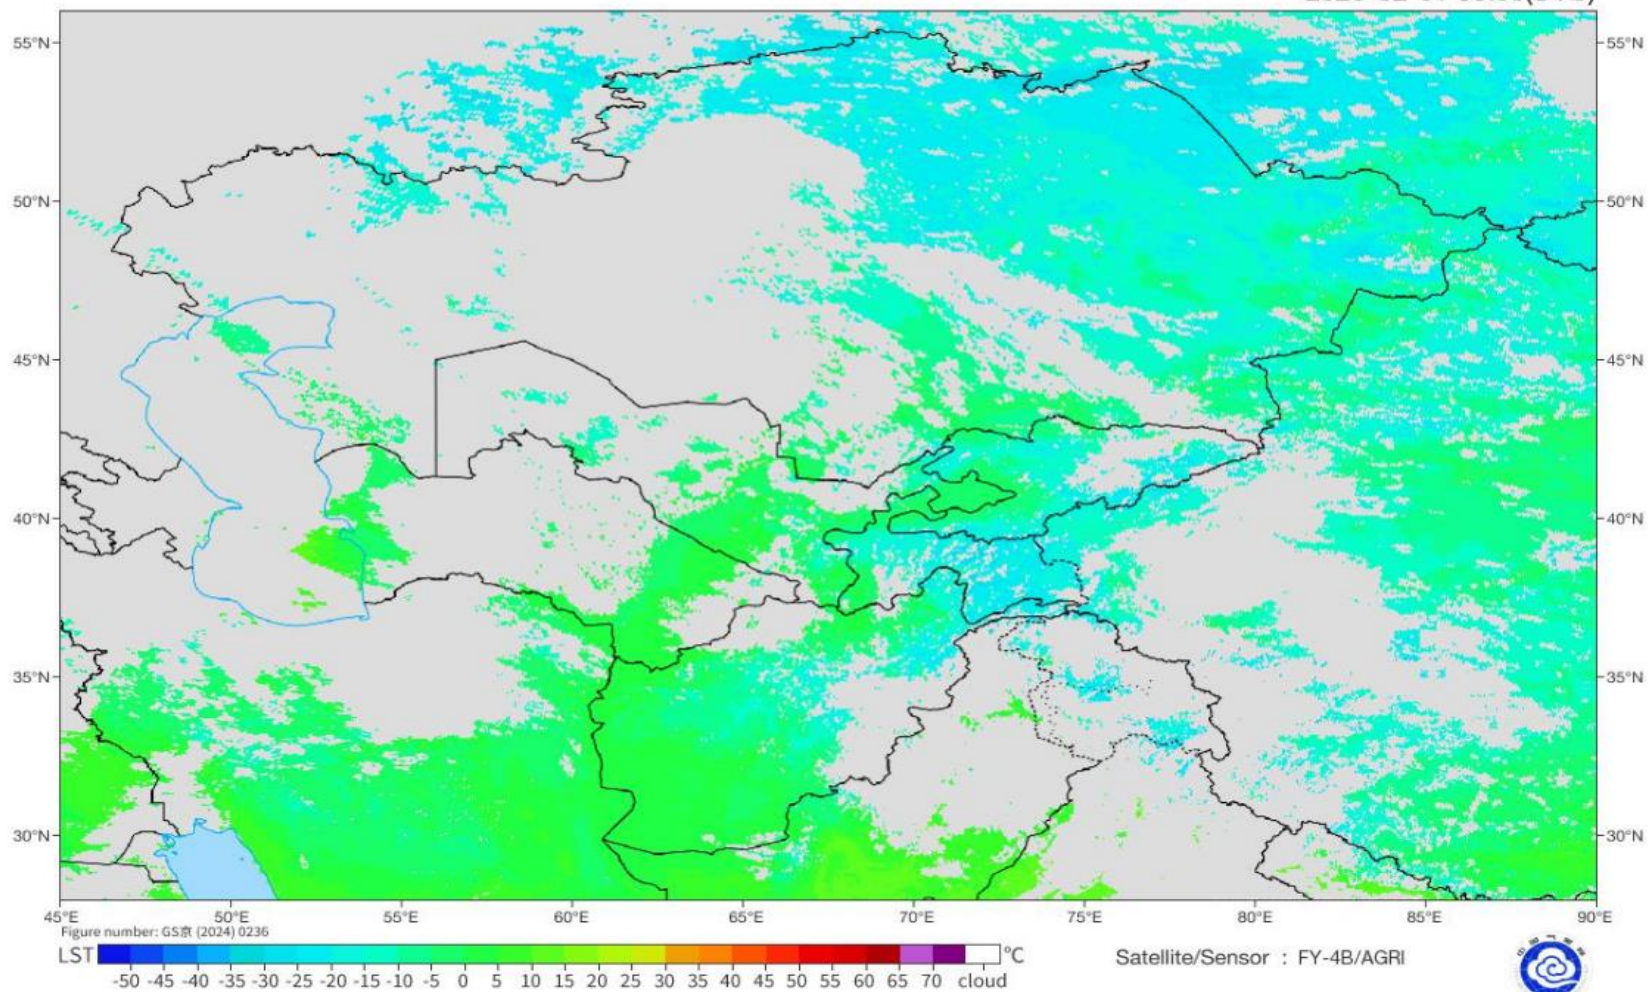 55°N 55°N
50°N 50°N
45°N 45°N
40°N 40°N
35°N 35°N
30°N 30°N
45°E 50°E 55°E 60°E 65°E 70°E 75°E 80°E 85°E 90°E
Figure number: GS京 (2024) 0236
LST °C
-50 -45 -40 -35 -30 -25 -20 -15 -10 -5 0 5 10 15 20 25 30 35 40 45 50 55 60 65 70 cloud
Satellite/Sensor : FY-4B/AGRI